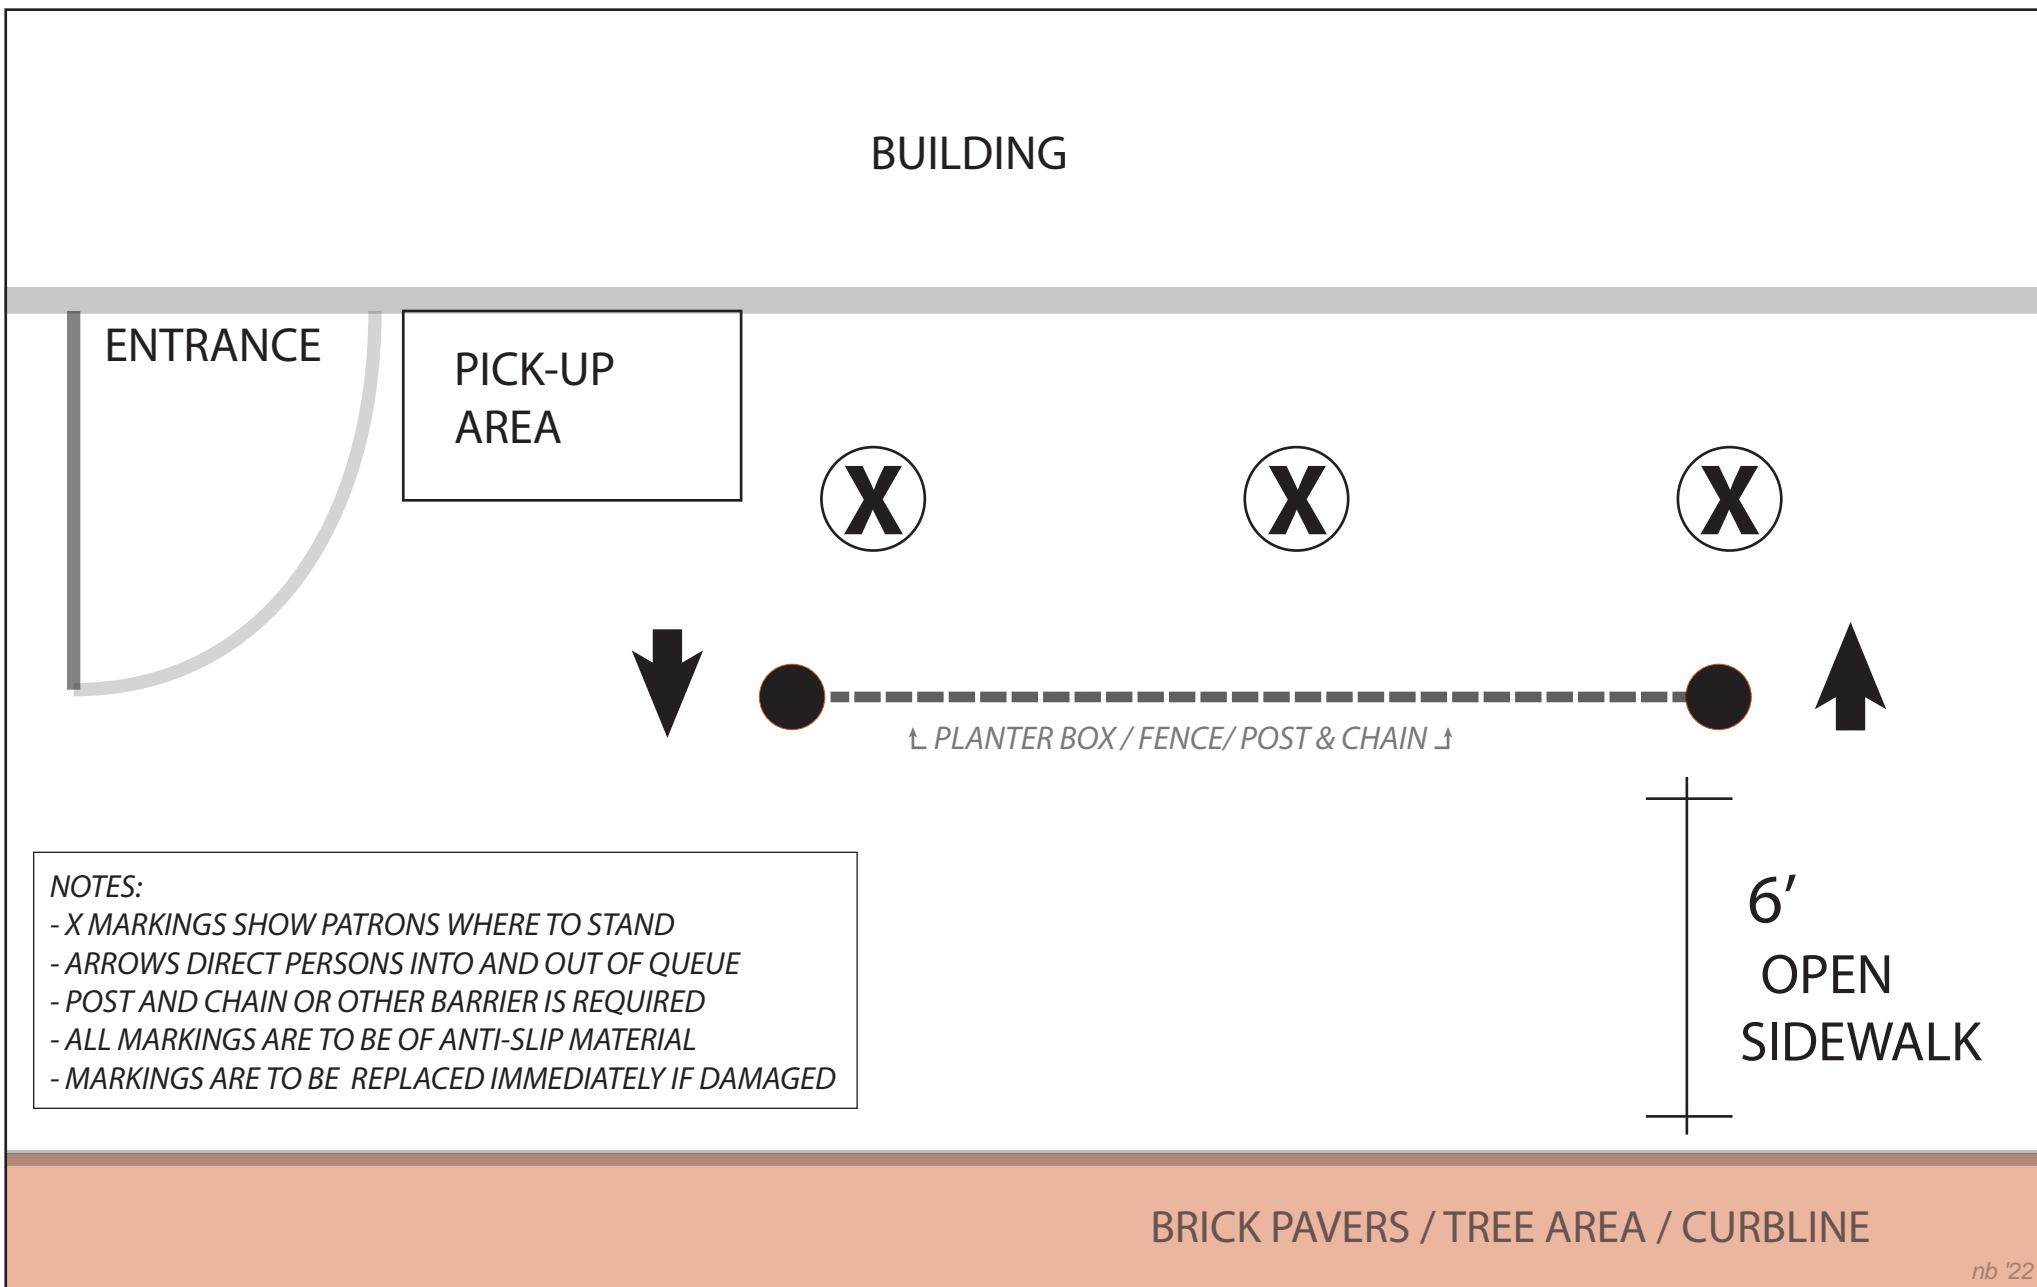 BUILDING
ENTRANCE
PICK-UP
AREA
X X X
PLANTER BOX / FENCE/ POST & CHAIN
NOTES:
- X MARKINGS SHOW PATRONS WHERE TO STAND
- ARROWS DIRECT PERSONS INTO AND OUT OF QUEUE
- POST AND CHAIN OR OTHER BARRIER IS REQUIRED
- ALL MARKINGS ARE TO BE OF ANTI-SLIP MATERIAL
- MARKINGS ARE TO BE REPLACED IMMEDIATELY IF DAMAGED
6’
OPEN
SIDEWALK
BRICK PAVERS / TREE AREA / CURBLINE
nb '22